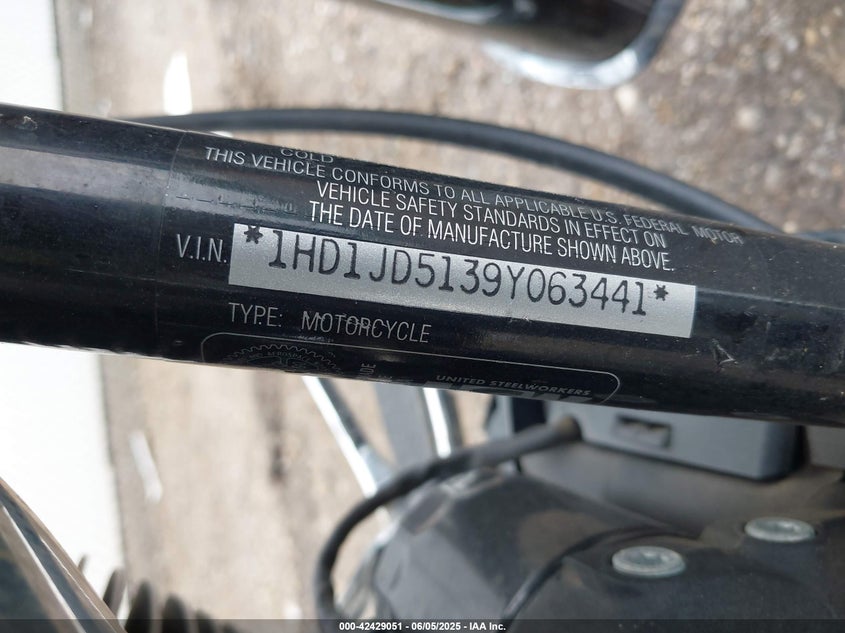 COLD
THIS VEHICLE CONFORMS TO ALL APPLICABLE U.S. FEDERAL MOTOR
VEHICLE SAFETY STANDARDS IN EFFECT ON
THE DATE OF MANUFACTURE SHOWN ABOVE.
V.I.N. *1HD1JD5139Y063441*
TYPE: MOTORCYCLE
AEROSPACE
UNITED STEELWORKERS
000-42429051 | 06/05/2025 - IAA Inc.